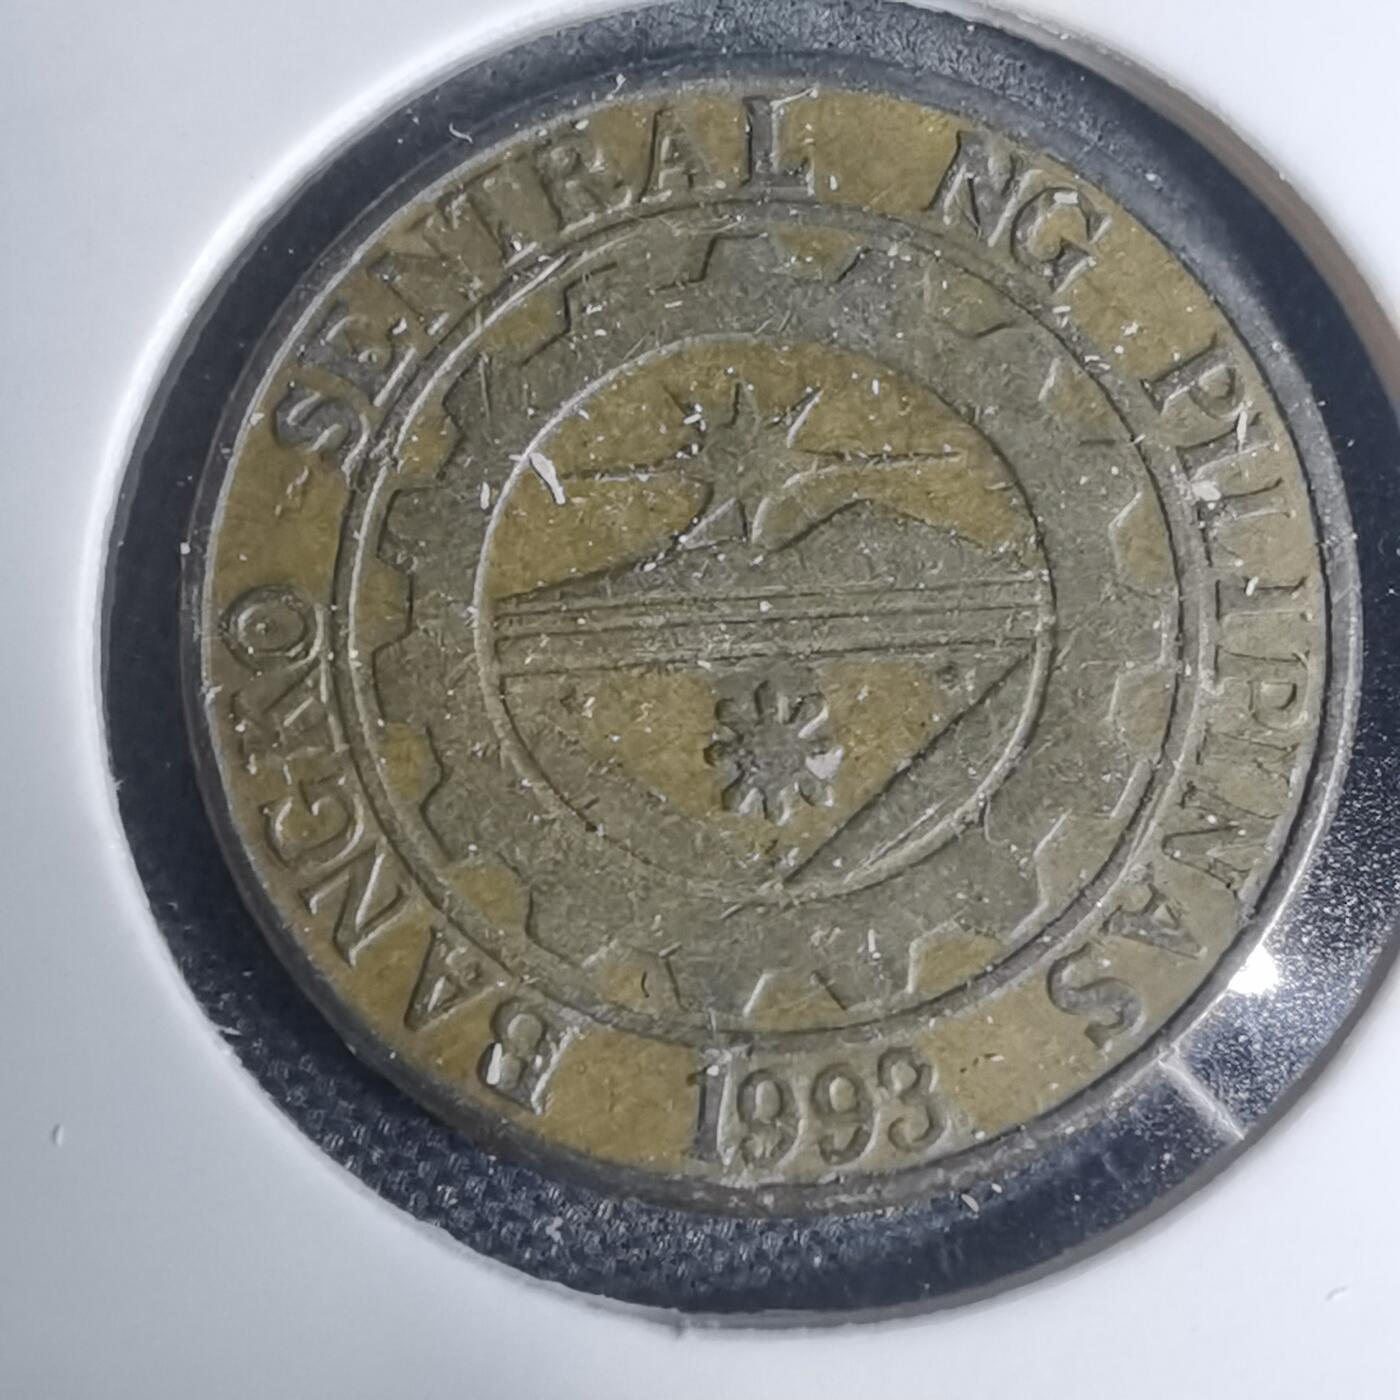 BANGKO SENTRAL NG PILIPINAS
1993